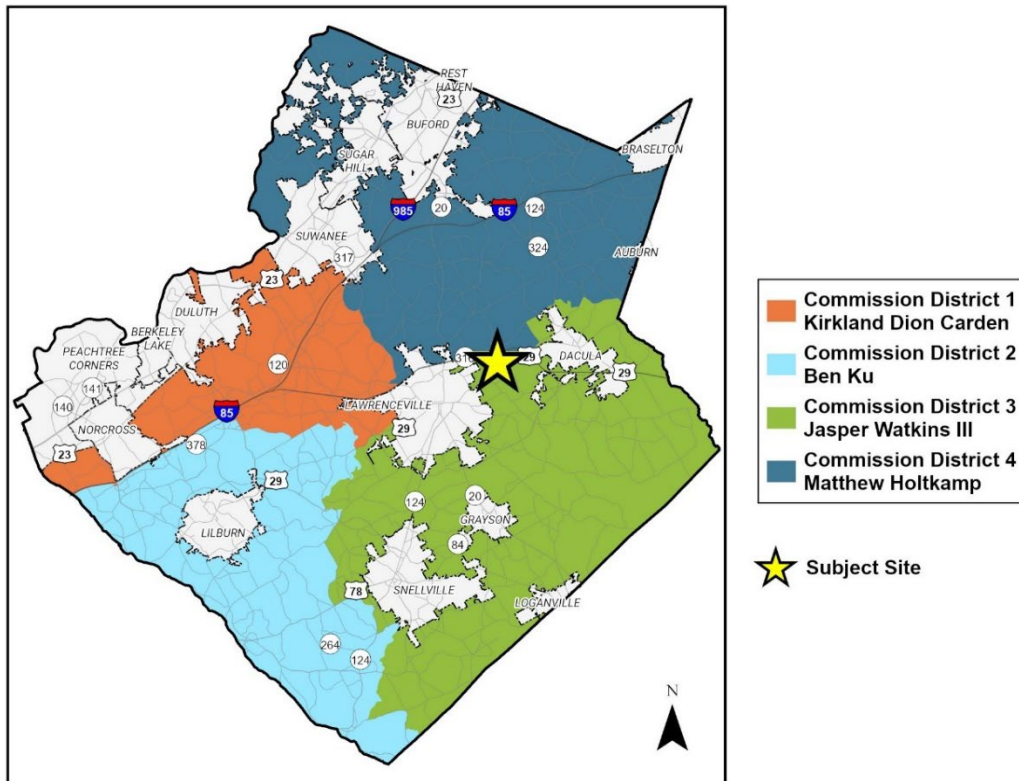 REST
HAVEN
23
BUFORD
BRASELTON
SUGAR
HILL
985
20
85
124
SUWANEE
324
317
AUBURN
23
DULUTH
BERKELEY
LAKE
PEACHTREE
CORNERS
120
29
DACULA
29
141
140
85
LAWRENCEVILLE
NORCROSS
29
23
378
29
124
20
GRAYSON
LILBURN
84
SNELLVILLE
78
LOGANVILLE
264
124
N
Commission District 1
Kirkland Dion Carden
Commission District 2
Ben Ku
Commission District 3
Jasper Watkins III
Commission District 4
Matthew Holtkamp
Subject Site